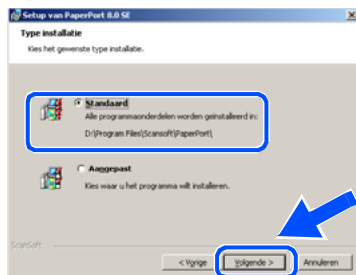 Setup van PaperPort 8.0 SE
Type installatie
Kies het gewenste type installatie.
Standaard
Alle programmaonderdelen worden geïnstalleerd in:
D:\Program Files\Scansoft\PaperPort\
Aangepast
Kies waar u het programma wilt installeren.
ScanSoft
< Vorige Volgende > Annuleren